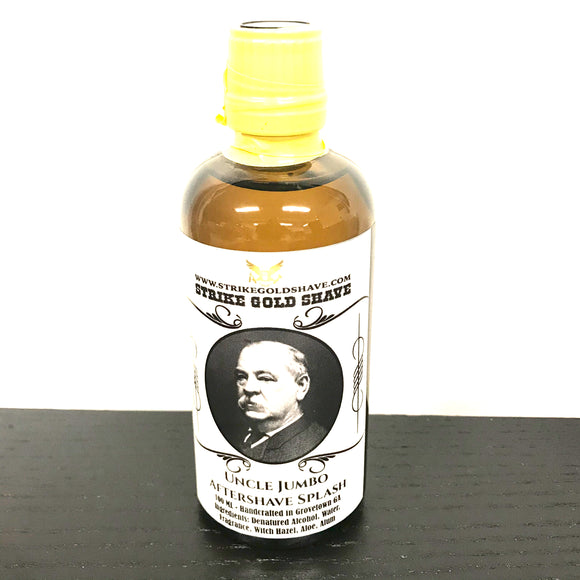 WWW.STRIKEGOLDSHAVE.COM
STRIKE GOLD SHAVE
UNCLE JUMBO
AFTERSHAVE SPLASH
100 ML - Handcrafted in Grovetown GA
Ingredients: Denatured Alcohol, Water,
Fragrance, Witch Hazel, Aloe, Alum